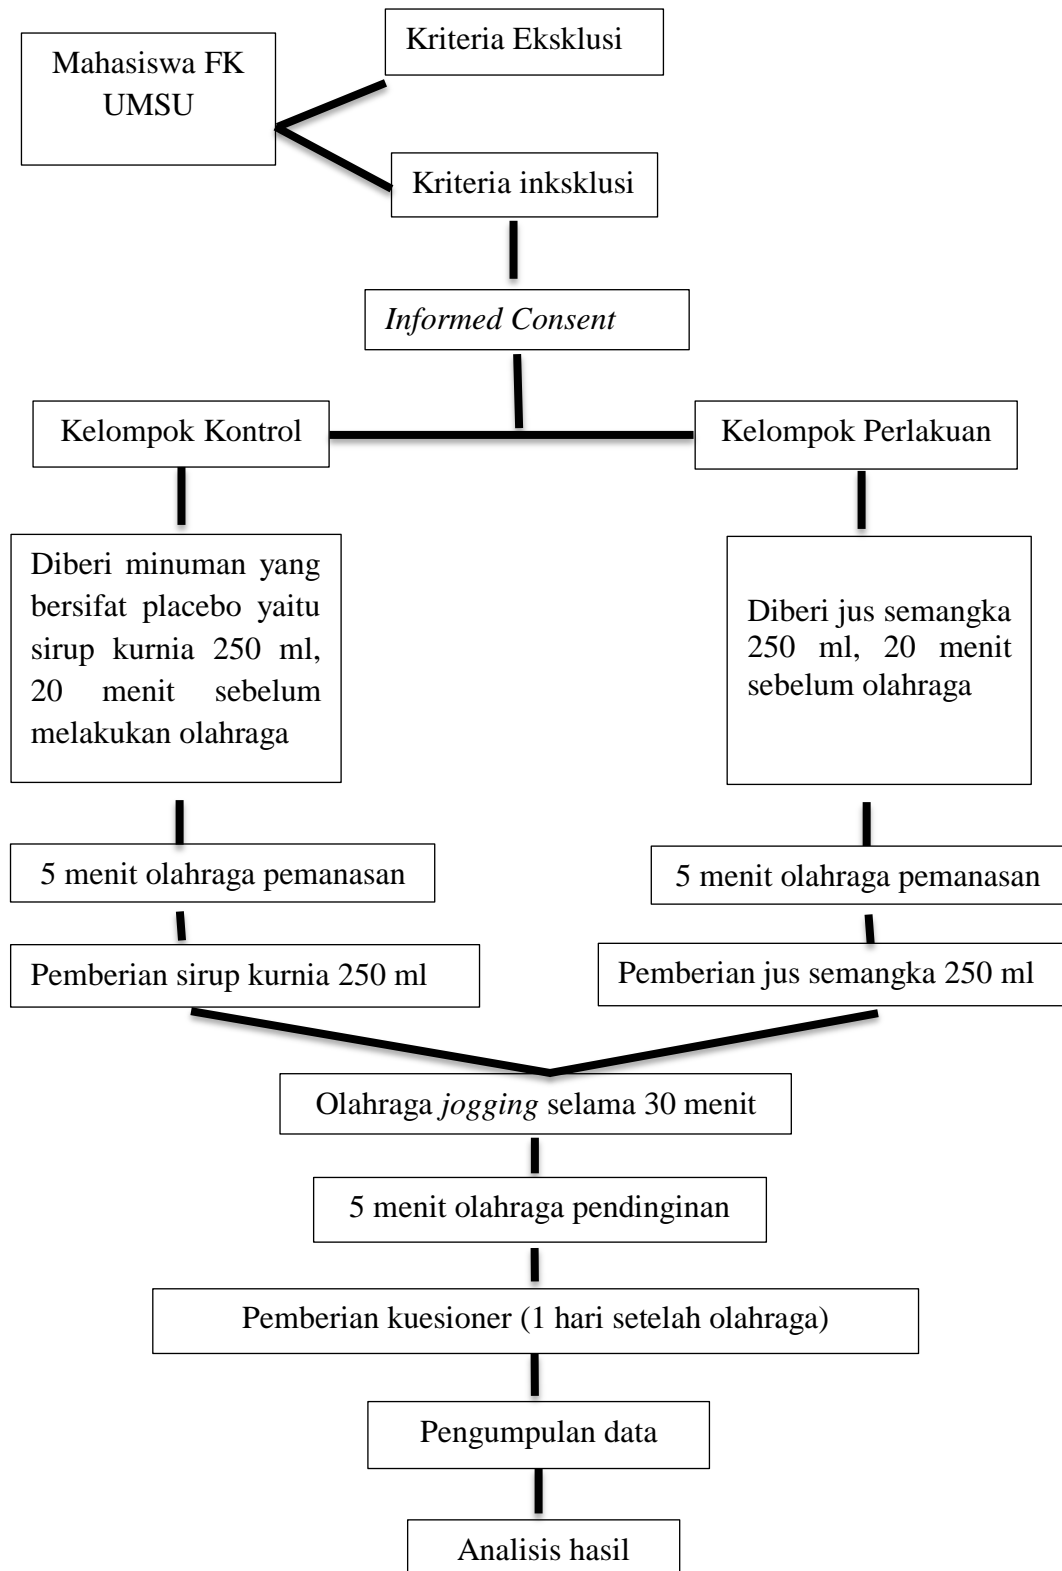 Kriteria Eksklusi
Mahasiswa FK
UMSU
Kriteria inksklusi
Informed Consent
Kelompok Kontrol
Kelompok Perlakuan
Diberi minuman yang
bersifat placebo yaitu
sirup kurnia 250 ml,
20 menit sebelum
melakukan olahraga
Diberi jus semangka
250 ml, 20 menit
sebelum olahraga
5 menit olahraga pemanasan
5 menit olahraga pemanasan
Pemberian sirup kurnia 250 ml
Pemberian jus semangka 250 ml
Olahraga jogging selama 30 menit
5 menit olahraga pendinginan
Pemberian kuesioner (1 hari setelah olahraga)
Pengumpulan data
Analisis hasil